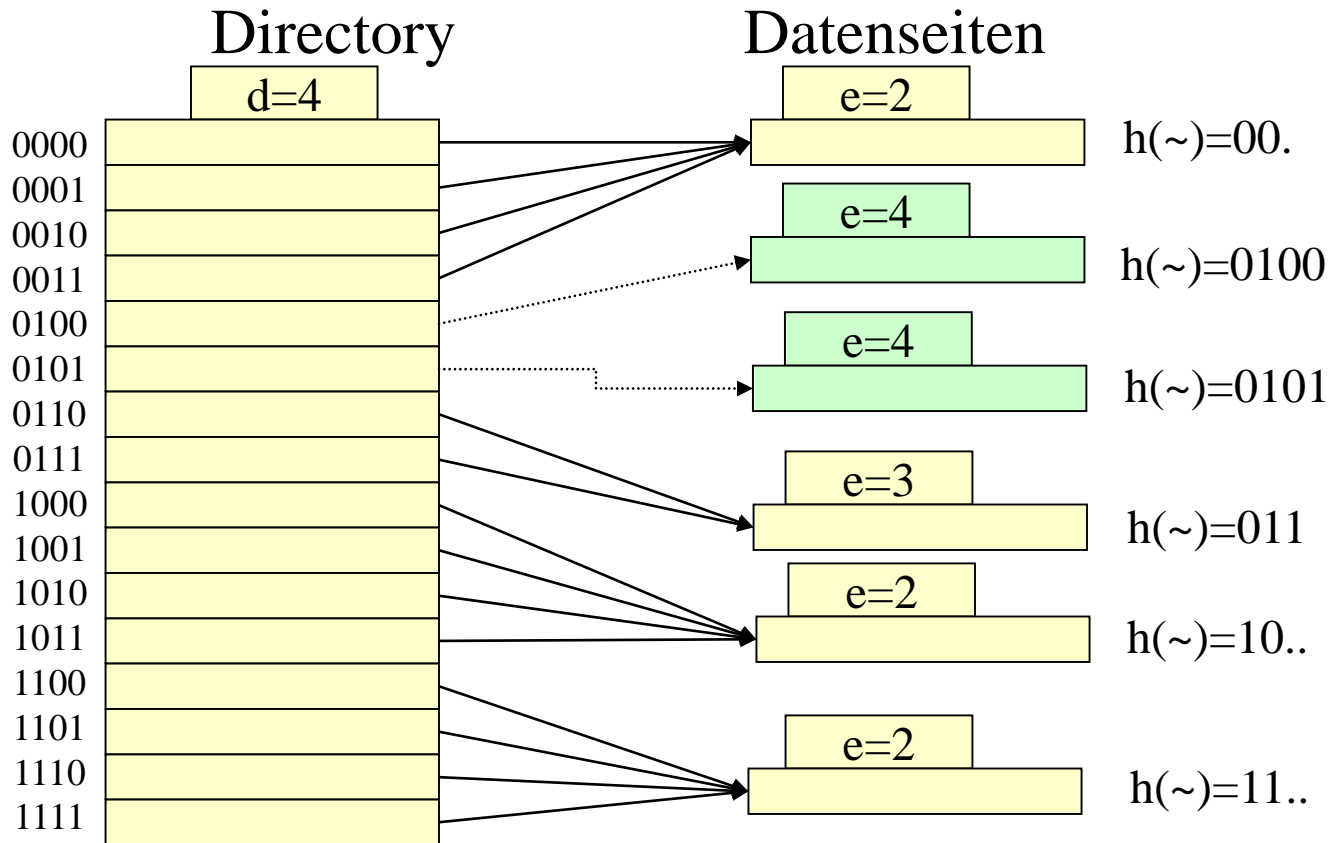 Directory Datenseiten
d=4 e=2
0000 h(~)=00.
0001
0010 e=4
0011 h(~)=0100
0100
0101 e=4
0110 h(~)=0101
0111
1000 e=3
1001 h(~)=011
1010 e=2
1011 h(~)=10..
1100
1101 e=2
1110 h(~)=11..
1111